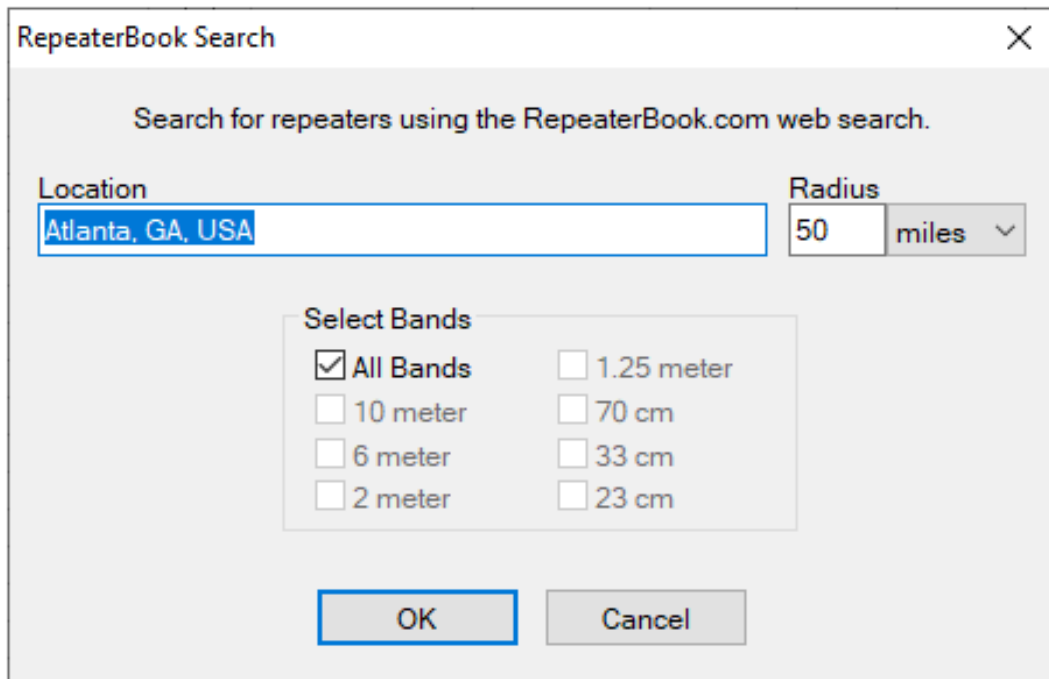 RepeaterBook Search
Search for repeaters using the RepeaterBook.com web search.
Location
Radius
Atlanta, GA, USA
50
miles
Select Bands
All Bands
1.25 meter
10 meter
70 cm
6 meter
33 cm
2 meter
23 cm
OK
Cancel